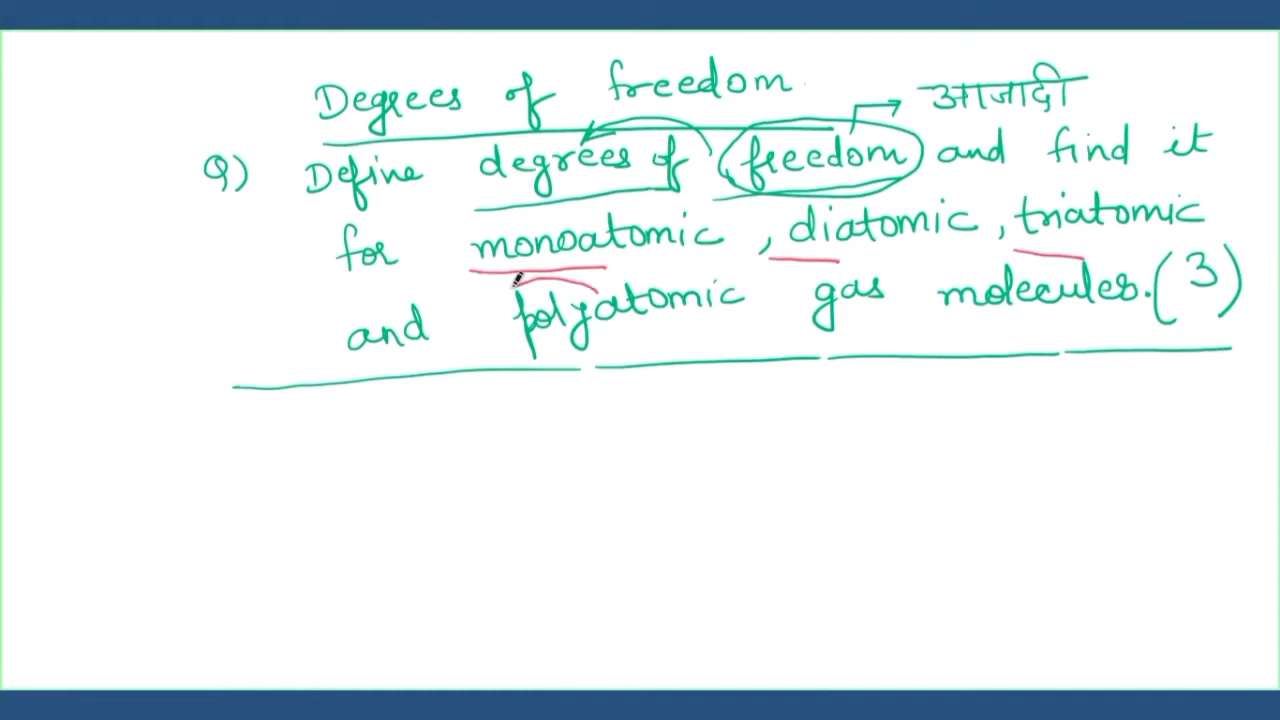 Degrees of freedom
आजादी
Q) Define degrees of freedom and find it
for monoatomic, diatomic, triatomic
and polyatomic gas molecules. (3)